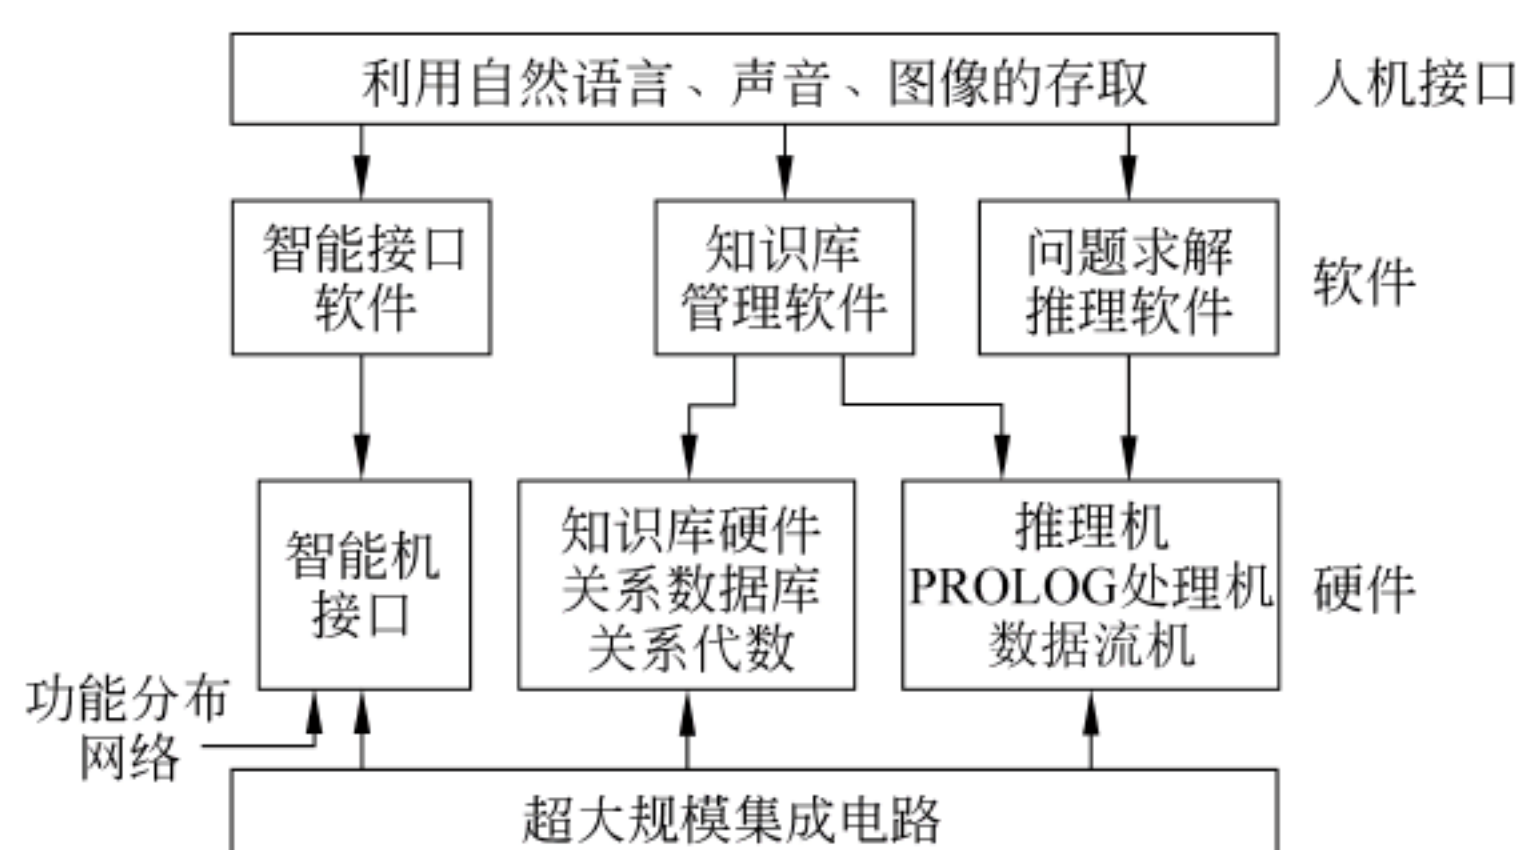 利用自然语言、声音、图像的存取
人机接口
智能接口
软件
知识库
管理软件
问题求解
推理软件
软件
智能机
接口
知识库硬件
关系数据库
关系代数
推理机
PROLOG处理机
数据流机
硬件
功能分布
网络
超大规模集成电路